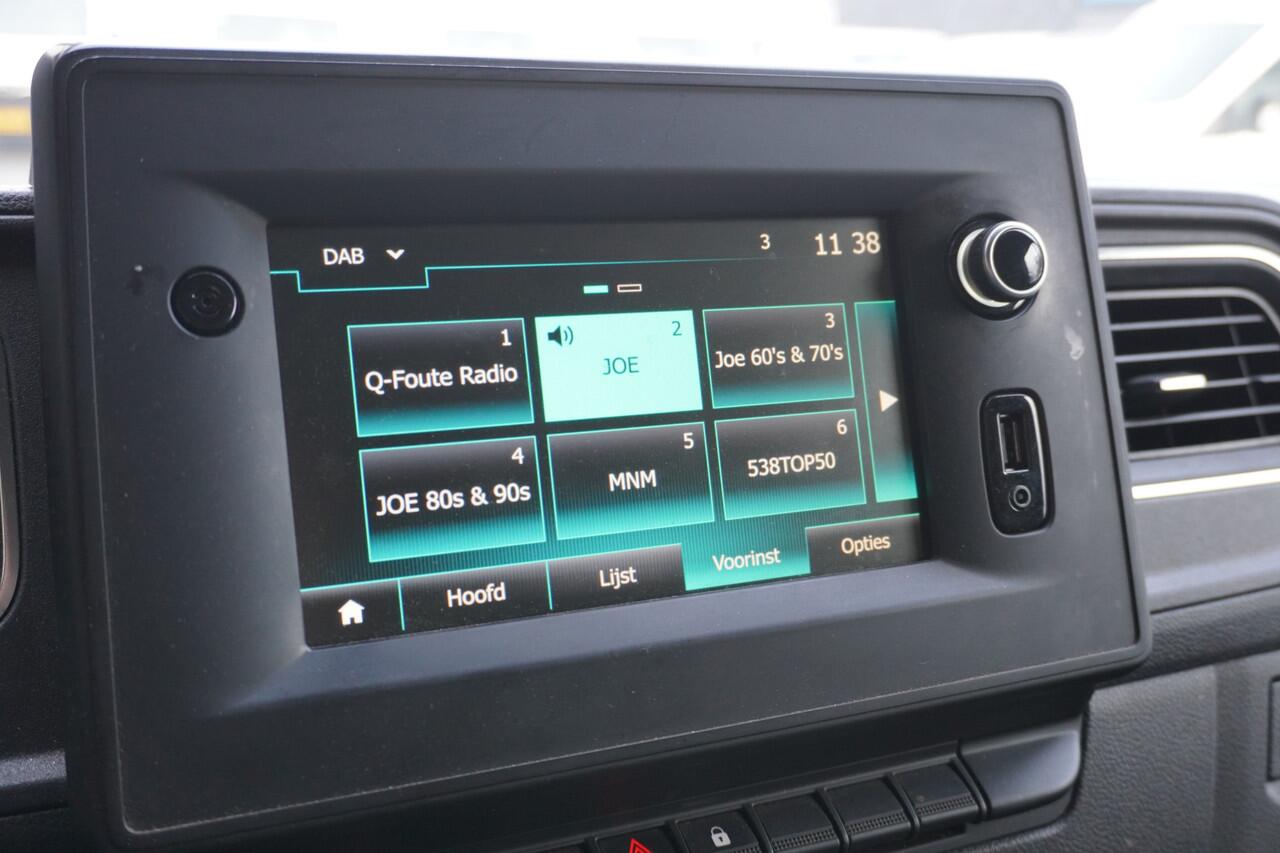 DAB 3 11 38
1 2 3
Q-Foute Radio JOE Joe 60's & 70's
4 5 6
JOE 80s & 90s MNM 538TOP50
Hoofd Lijst Voorinst Opties